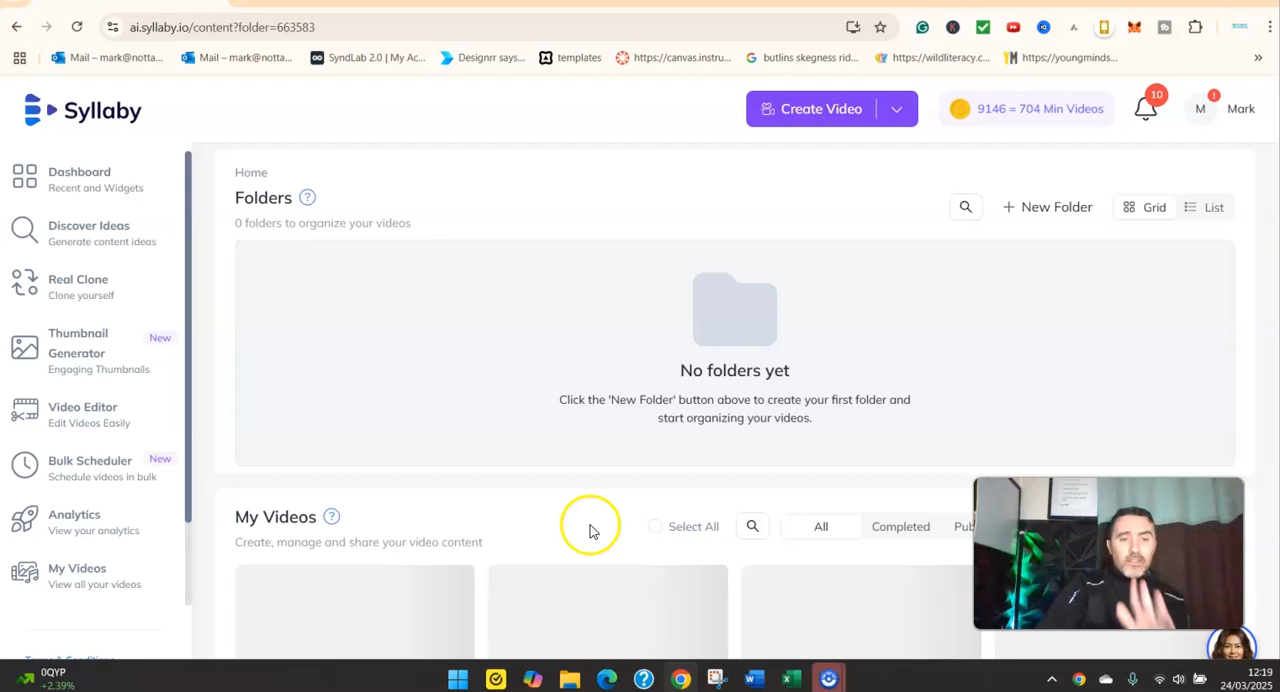 ai.syllaby.io/content?folder=663583
Mail – mark@notta...
Mail – mark@notta...
SyndLab 2.0 | My Ac...
Designrr says...
templates
https://canvas.instru...
butlins skegness rid...
https://wildliteracy.c...
https://youngminds...
»
Syllaby
Create Video
9146 = 704 Min Videos
10
M
!
Mark
Dashboard
Recent and Widgets
Discover Ideas
Generate content ideas
Real Clone
Clone yourself
Thumbnail
Generator
New
Engaging Thumbnails
Video Editor
Edit Videos Easily
Bulk Scheduler
New
Schedule videos in bulk
Analytics
View your analytics
My Videos
View all your videos
Home
Folders ?
0 folders to organize your videos
+ New Folder
Grid
List
No folders yet
Click the 'New Folder' button above to create your first folder and
start organizing your videos.
My Videos ?
Create, manage and share your video content
Select All
All
Completed
Pub
0QYP
+2.39%
12:19
24/03/2025